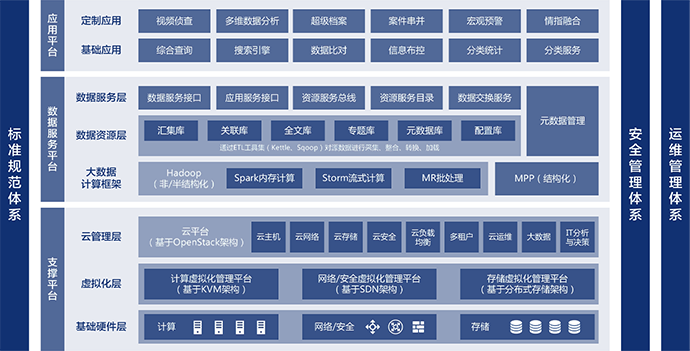 标准规范体系
应用平台
定制应用
视频侦查
多维数据分析
超级档案
案件串并
宏观预警
情指融合
基础应用
综合查询
搜索引擎
数据比对
信息布控
分类统计
分类服务
数据服务平台
数据服务层
数据服务接口
应用服务接口
资源服务总线
资源服务目录
数据交换服务
元数据管理
数据资源层
汇集库
关联库
全文库
专题库
元数据库
配置库
通过ETL工具集（Kettle、Sqoop）对源数据进行采集、整合、转换、加载
大数据
计算框架
Hadoop
（非/半结构化）
Spark内存计算
Storm流式计算
MR批处理
MPP（结构化）
支撑平台
云管理层
云平台
（基于OpenStack架构）
云主机
云网络
云存储
云安全
云负载
均衡
多租户
云运维
大数据
IT分析
与决策
虚拟化层
计算虚拟化管理平台
（基于KVM架构）
网络/安全虚拟化管理平台
（基于SDN架构）
存储虚拟化管理平台
（基于分布式存储架构）
基础硬件层
计算
网络/安全
存储
安全管理体系
运维管理体系